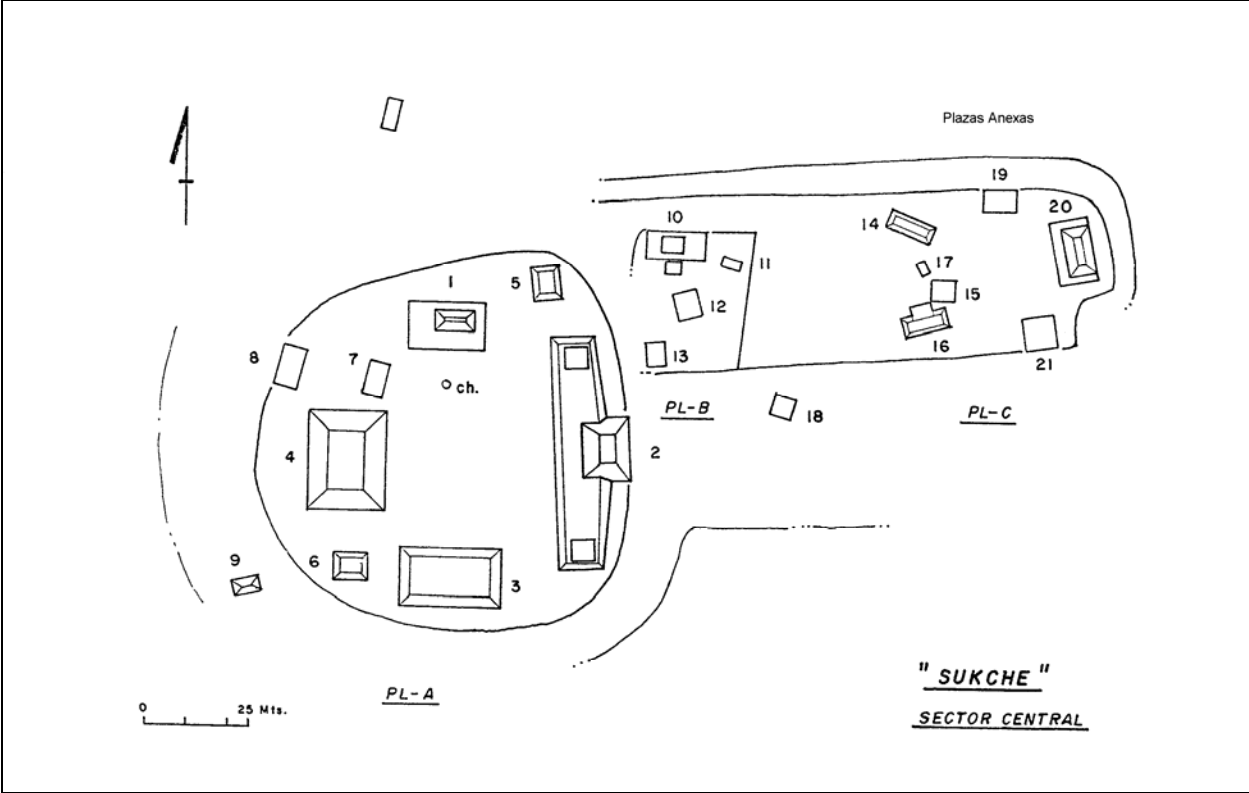 Plazas Anexas
19
14
20
10
17
11
1
5
15
12
16
8
7
ch.
13
21
PL-B
18
PL-C
4
2
9
6
3
" SUKCHE "
PL-A
0
25 Mts.
SECTOR CENTRAL